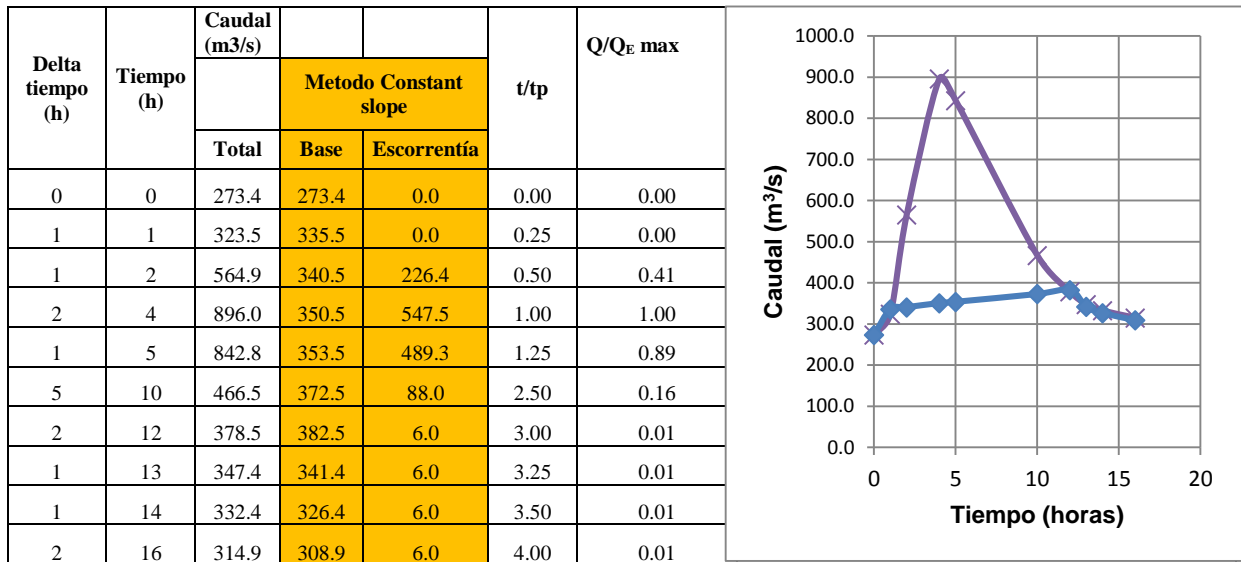 Delta tiempo (h) Tiempo (h) Caudal (m3/s) t/tp Q/QE max
Metodo Constant slope
Total Base Escorrentía
0 0 273.4 273.4 0.0 0.00 0.00
1 1 323.5 335.5 0.0 0.25 0.00
1 2 564.9 340.5 226.4 0.50 0.41
2 4 896.0 350.5 547.5 1.00 1.00
1 5 842.8 353.5 489.3 1.25 0.89
5 10 466.5 372.5 88.0 2.50 0.16
2 12 378.5 382.5 6.0 3.00 0.01
1 13 347.4 341.4 6.0 3.25 0.01
1 14 332.4 326.4 6.0 3.50 0.01
2 16 314.9 308.9 6.0 4.00 0.01
Caudal (m³/s)
1000.0
900.0
800.0
700.0
600.0
500.0
400.0
300.0
200.0
100.0
0.0
0 5 10 15 20
Tiempo (horas)